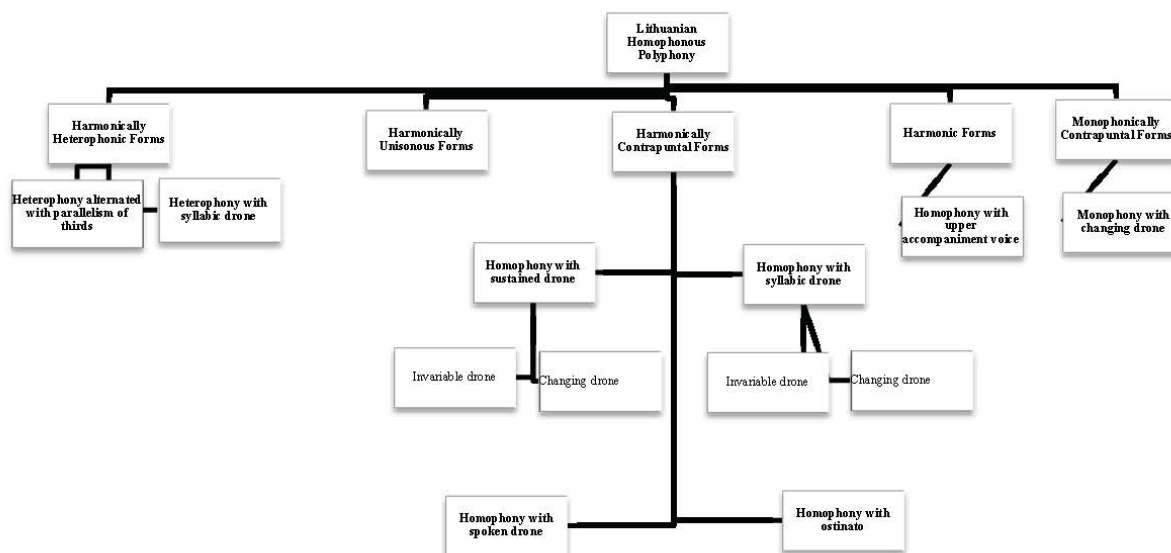 Lithuanian
Homophonous
Polyphony
Harmonically
Heterophonic Forms
Harmonically
Unisonous Forms
Harmonically
Contrapuntal Forms
Harmonic Forms
Monophonically
Contrapuntal Forms
Heterophony alternated
with parallelism of
thirds
Heterophony with
syllabic drone
Homophony with
upper
accompaniment voice
Monophony with
changing drone
Homophony with
sustained drone
Homophony with
syllabic drone
Invariable drone
Changing drone
Invariable drone
Changing drone
Homophony with
spoken drone
Homophony with
ostinato